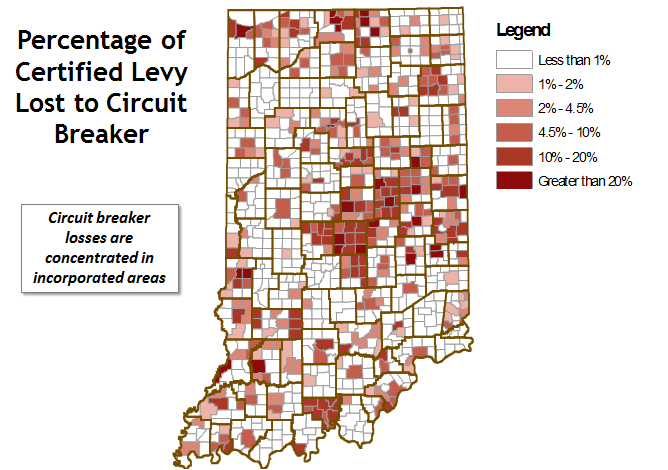 Percentage of
Certified Levy
Lost to Circuit
Breaker
Circuit breaker
losses are
concentrated in
incorporated areas
Legend
Less than 1%
1% - 2%
2% - 4.5%
4.5% - 10%
10% - 20%
Greater than 20%